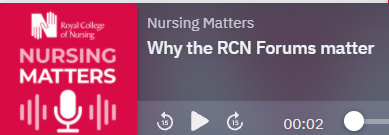 Royal College
of Nursing
NURSING
MATTERS
Nursing Matters
Why the RCN Forums matter
15
15
00:02